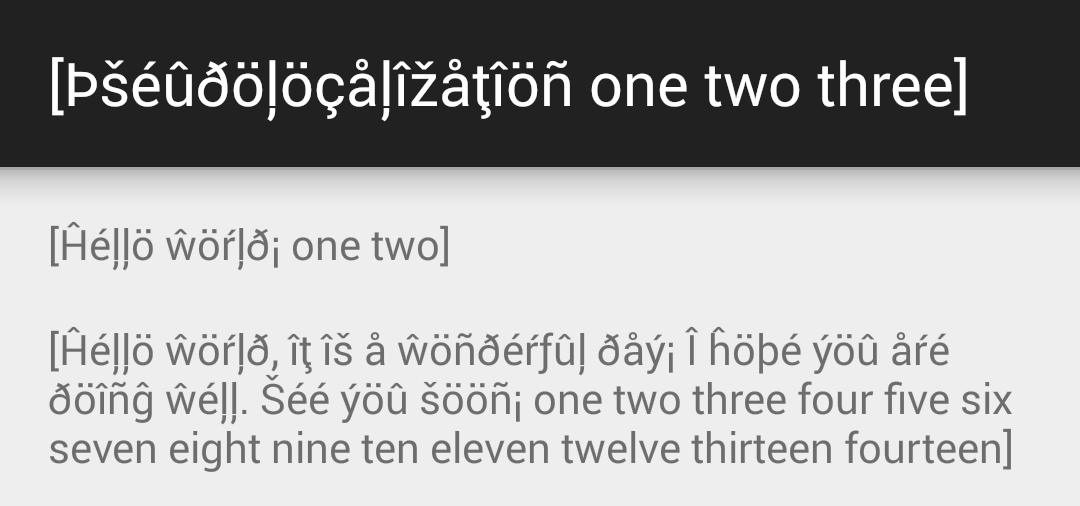 [Þšéûðöļöçåļîžåţîöñ one two three]
[Ĥéļļö ŵöŕļð¡ one two]
[Ĥéļļö ŵöŕļð, îţ îš å ŵöñðéŕƒûļ ðåý¡ Î ĥöþé ýöû åŕé
ðöîñĝ ŵéļļ. Šéé ýöû šööñ¡ one two three four five six
seven eight nine ten eleven twelve thirteen fourteen]